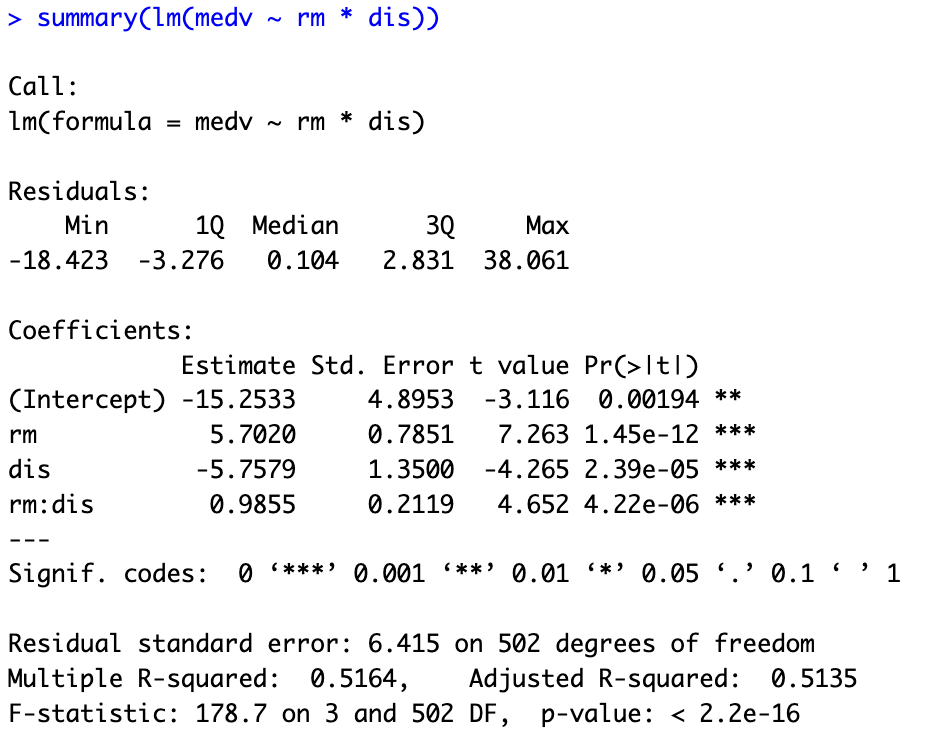 > summary(lm(medv ~ rm * dis))

Call:
lm(formula = medv ~ rm * dis)

Residuals:
    Min      1Q  Median      3Q     Max
-18.423  -3.276   0.104   2.831  38.061

Coefficients:
            Estimate Std. Error t value Pr(>|t|)
(Intercept) -15.2533     4.8953  -3.116  0.00194 **
rm            5.7020     0.7851   7.263 1.45e-12 ***
dis          -5.7579     1.3500  -4.265 2.39e-05 ***
rm:dis        0.9855     0.2119   4.652 4.22e-06 ***
---
Signif. codes:  0 ‘***’ 0.001 ‘**’ 0.01 ‘*’ 0.05 ‘.’ 0.1 ‘ ’ 1

Residual standard error: 6.415 on 502 degrees of freedom
Multiple R-squared:  0.5164,    Adjusted R-squared:  0.5135
F-statistic: 178.7 on 3 and 502 DF,  p-value: < 2.2e-16